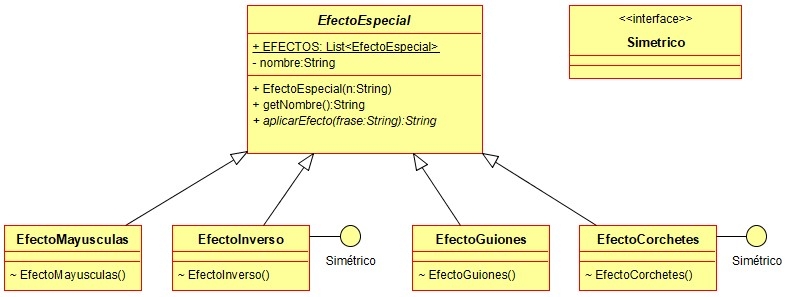 EfectoEspecial
+ EFECTOS: List<EfectoEspecial>
- nombre:String
+ EfectoEspecial(n:String)
+ getNombre():String
+ aplicarEfecto(frase:String):String
<<interface>>
Simetrico
EfectoMayusculas
~ EfectoMayusculas()
EfectoInverso
~ EfectoInverso()
Simétrico
EfectoGuiones
~ EfectoGuiones()
EfectoCorchetes
~ EfectoCorchetes()
Simétrico